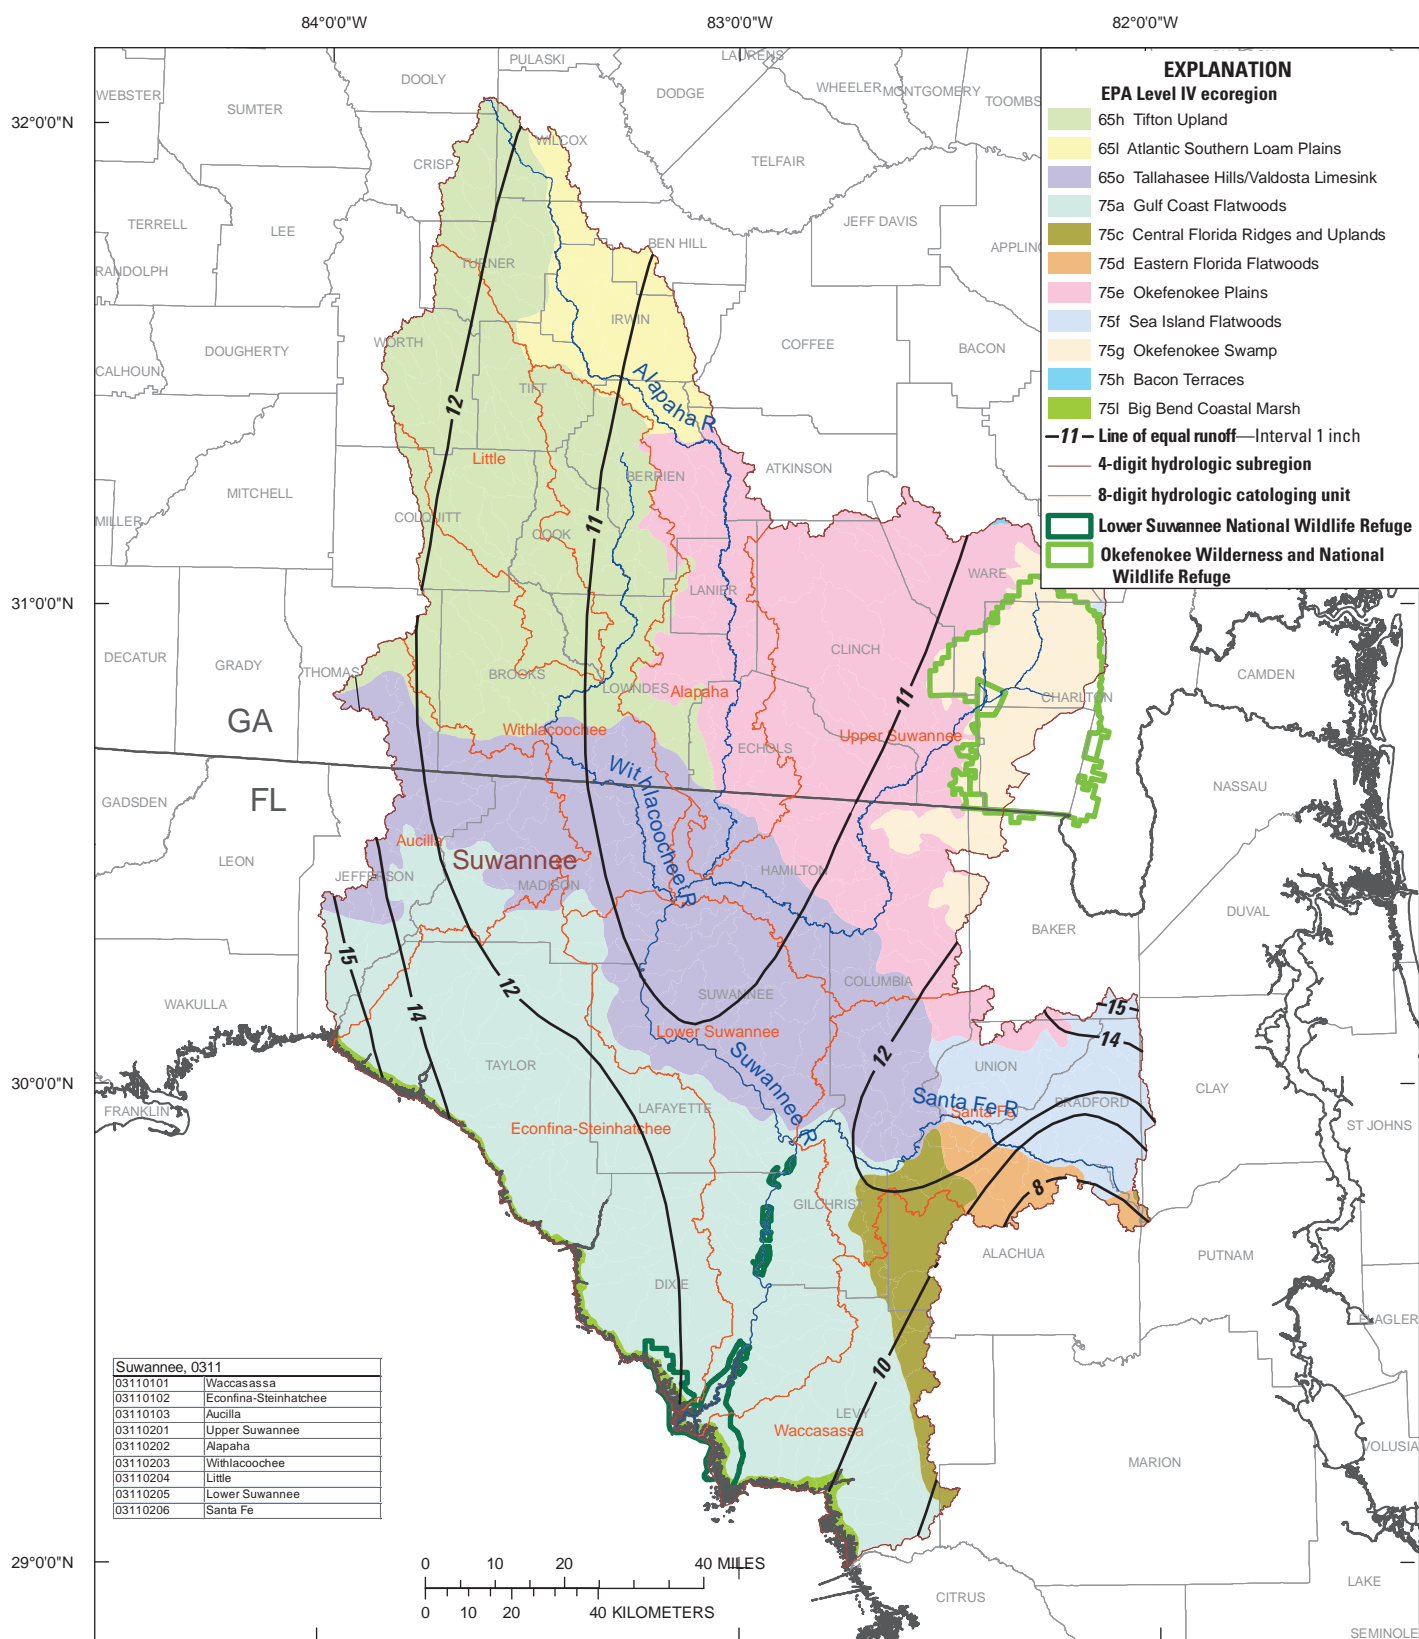 84°0'0"W
83°0'0"W
82°0'0"W
32°0'0"N
31°0'0"N
30°0'0"N
29°0'0"N
EXPLANATION
EPA Level IV ecoregion
65h Tifton Upland
65l Atlantic Southern Loam Plains
65o Tallahasee Hills/Valdosta Limesink
75a Gulf Coast Flatwoods
75c Central Florida Ridges and Uplands
75d Eastern Florida Flatwoods
75e Okefenokee Plains
75f Sea Island Flatwoods
75g Okefenokee Swamp
75h Bacon Terraces
75l Big Bend Coastal Marsh
11 Line of equal runoff—Interval 1 inch
4-digit hydrologic subregion
8-digit hydrologic catologing unit
Lower Suwannee National Wildlife Refuge
Okefenokee Wilderness and National
Wildlife Refuge
PULASKI
LAURENS
DOOLY
WEBSTER
SUMTER
DODGE
WHEELER
MONTGOMERY
TOOMBS
WILCOX
CRISP
TELFAIR
TERRELL
LEE
BEN HILL
JEFF DAVIS
APPLING
RANDOLPH
TURNER
IRWIN
WORTH
DOUGHERTY
COFFEE
BACON
CALHOUN
TIFT
12
Alapaha R
Little
BERRIEN
ATKINSON
MITCHELL
MILLER
COLQUITT
COOK
11
WARE
LANIER
DECATUR
GRADY
THOMAS
BROOKS
LOWNDES
Alapaha
CLINCH
11
CHARLTON
CAMDEN
GA
Withlacoochee
ECHOLS
Upper Suwannee
Withlacoochee R
FL
GADSDEN
NASSAU
Aucilla
Suwannee
LEON
JEFFERSON
MADISON
HAMILTON
DUVAL
BAKER
15
14
12
WAKULLA
SUWANNEE
COLUMBIA
Lower Suwannee
Suwannee R
12
15
14
TAYLOR
UNION
CLAY
FRANKLIN
LAFAYETTE
Santa Fe R
Santa Fe
BRADFORD
ST JOHNS
Econfina-Steinhatchee
8
GILCHRIST
ALACHUA
PUTNAM
DIXIE
FLAGLER
10
LEVY
Waccasassa
MARION
VOLUSIA
Suwannee, 0311
03110101 Waccasassa
03110102 Econfina-Steinhatchee
03110103 Aucilla
03110201 Upper Suwannee
03110202 Alapaha
03110203 Withlacoochee
03110204 Little
03110205 Lower Suwannee
03110206 Santa Fe
0 10 20 40 MILES
0 10 20 40 KILOMETERS
CITRUS
LAKE
SEMINOLE